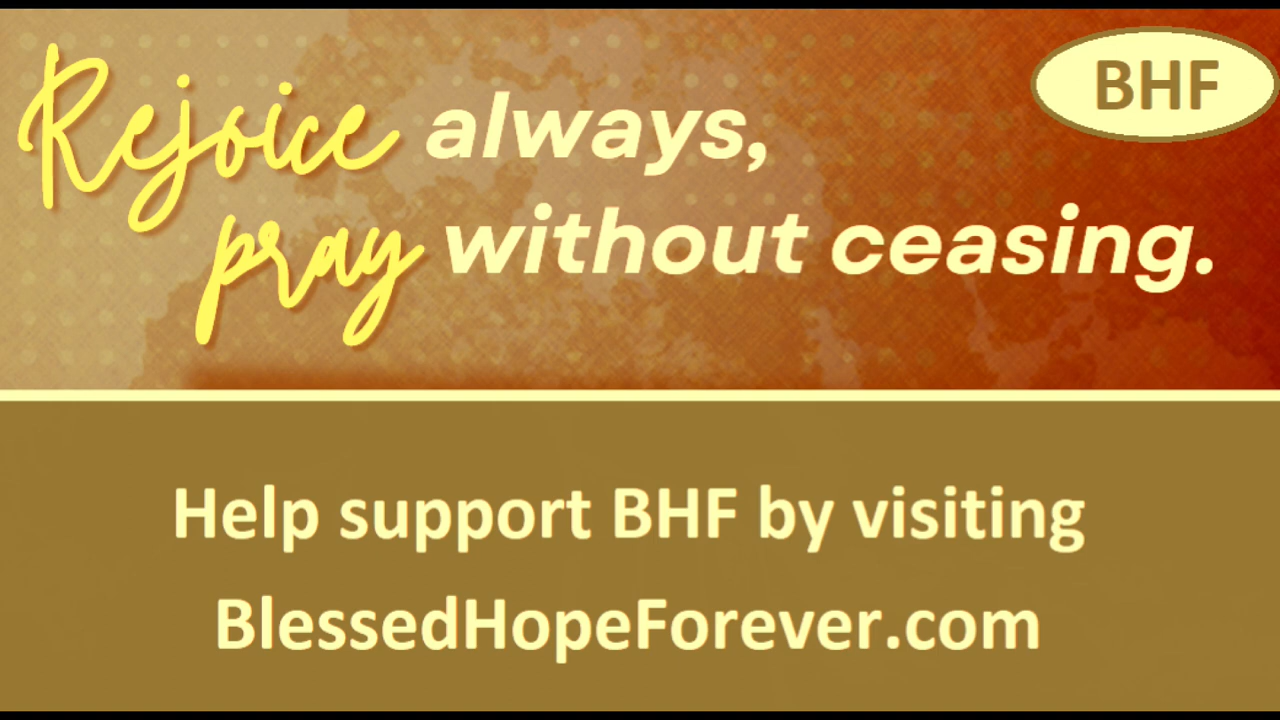 BHF
Rejoice always,
pray without ceasing.
Help support BHF by visiting
BlessedHopeForever.com